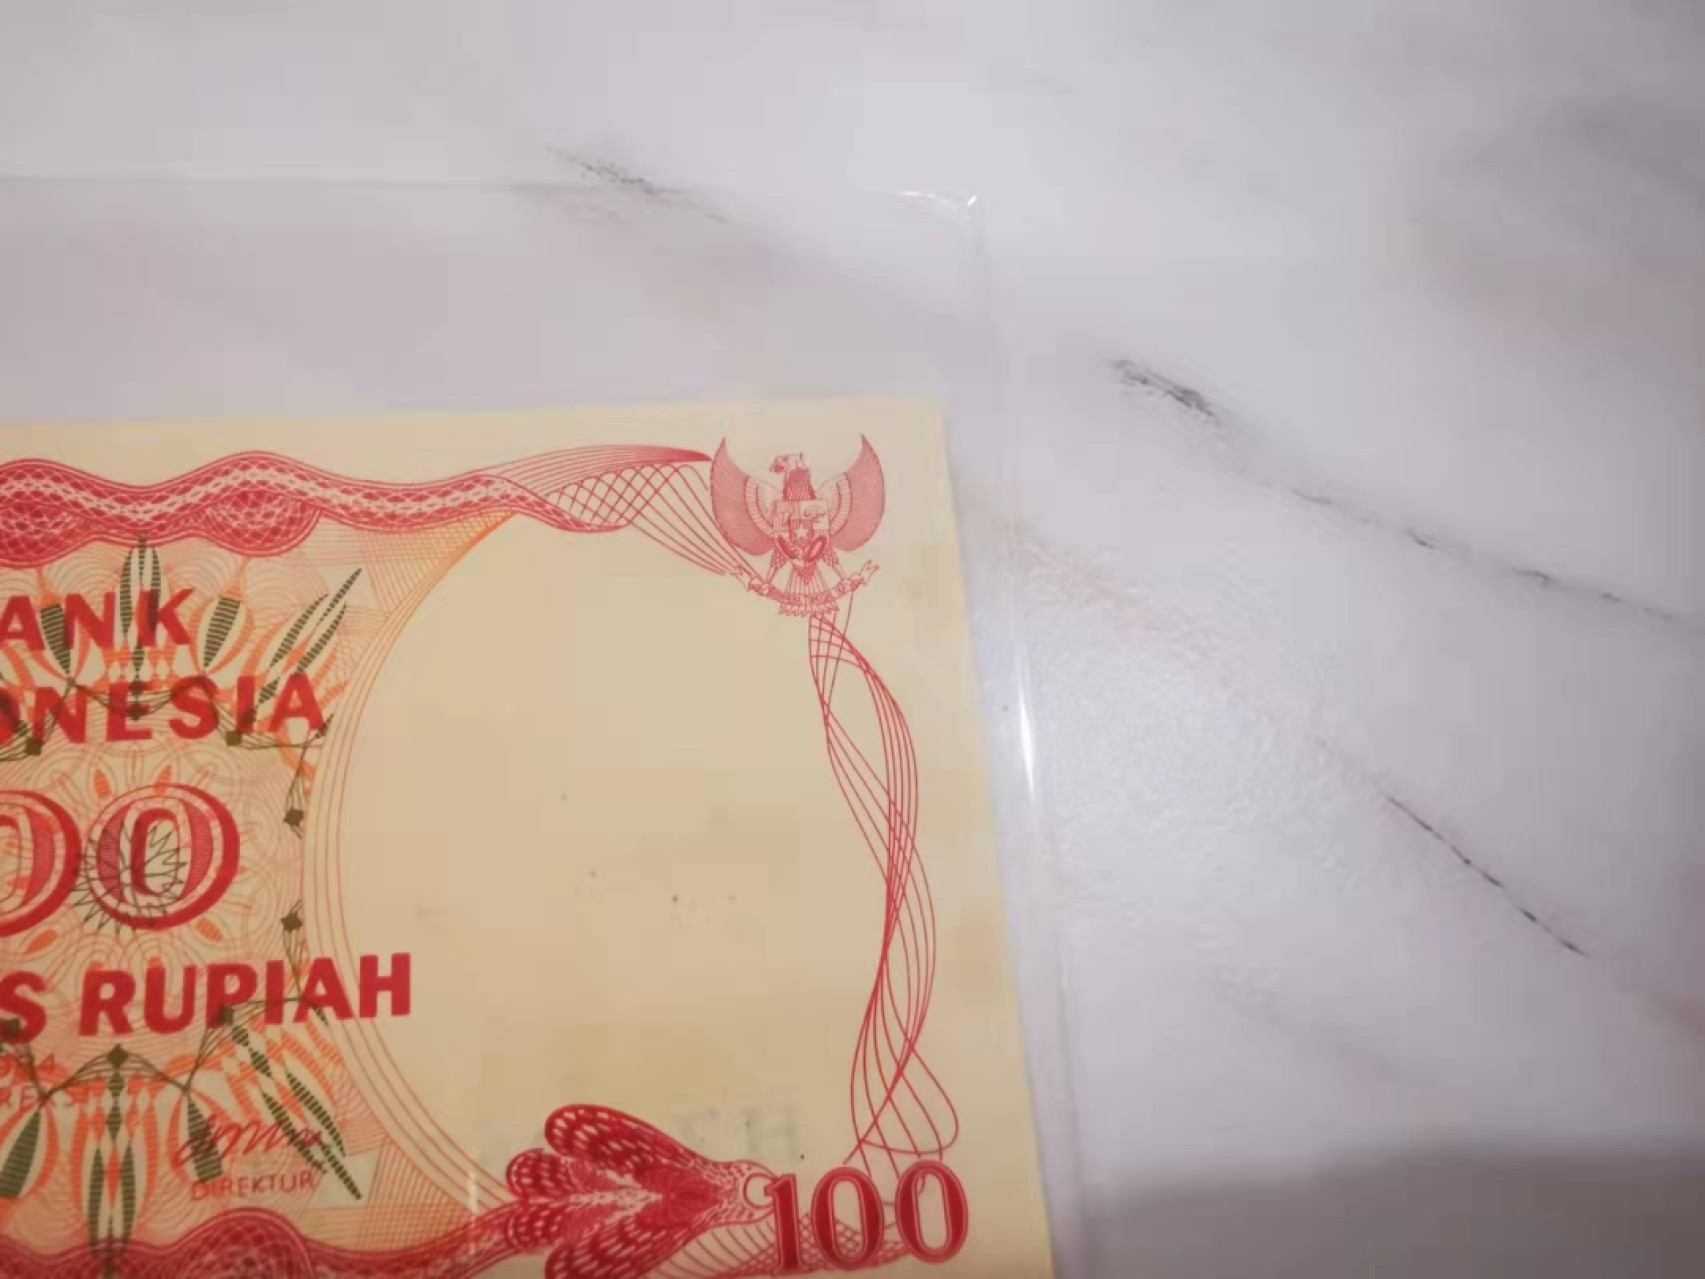 ANK
ONESIA
00
S RUPIAH
DIREKTUR
100